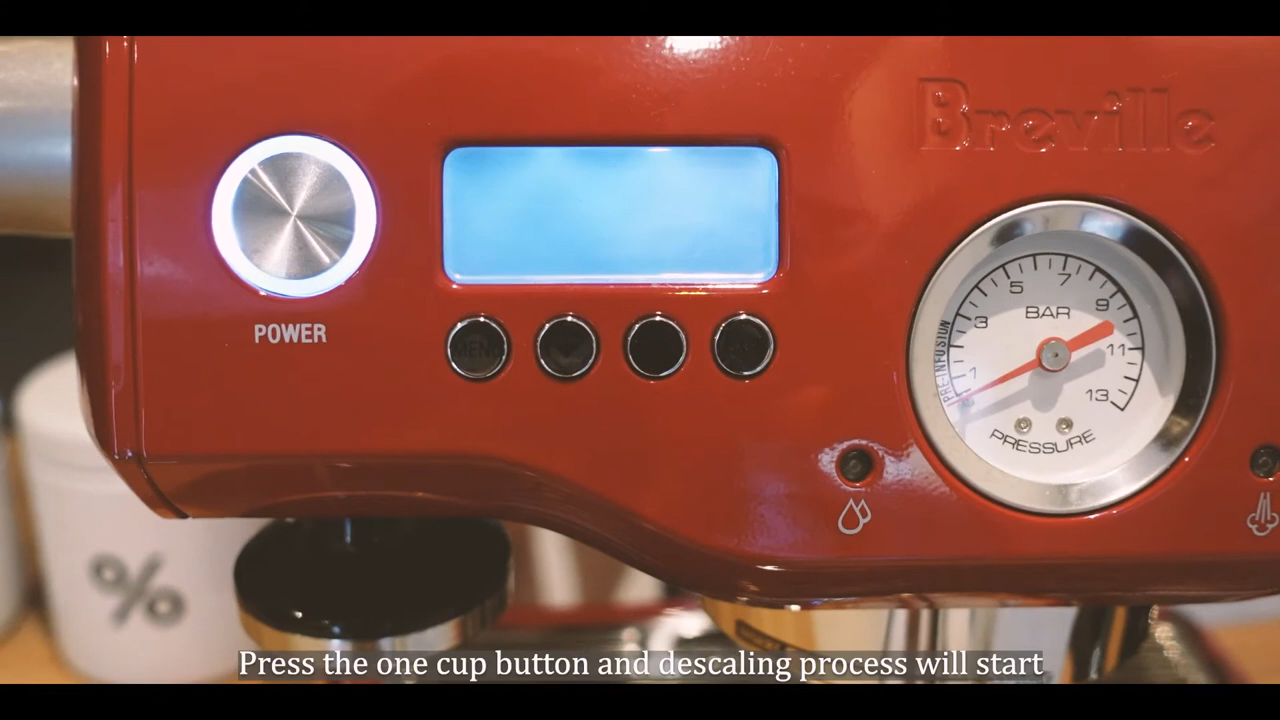 Breville
POWER
MENU
BAR
1
3
5
7
9
11
13
PRE-INFUSION
PRESSURE
%
Press the one cup button and descaling process will start